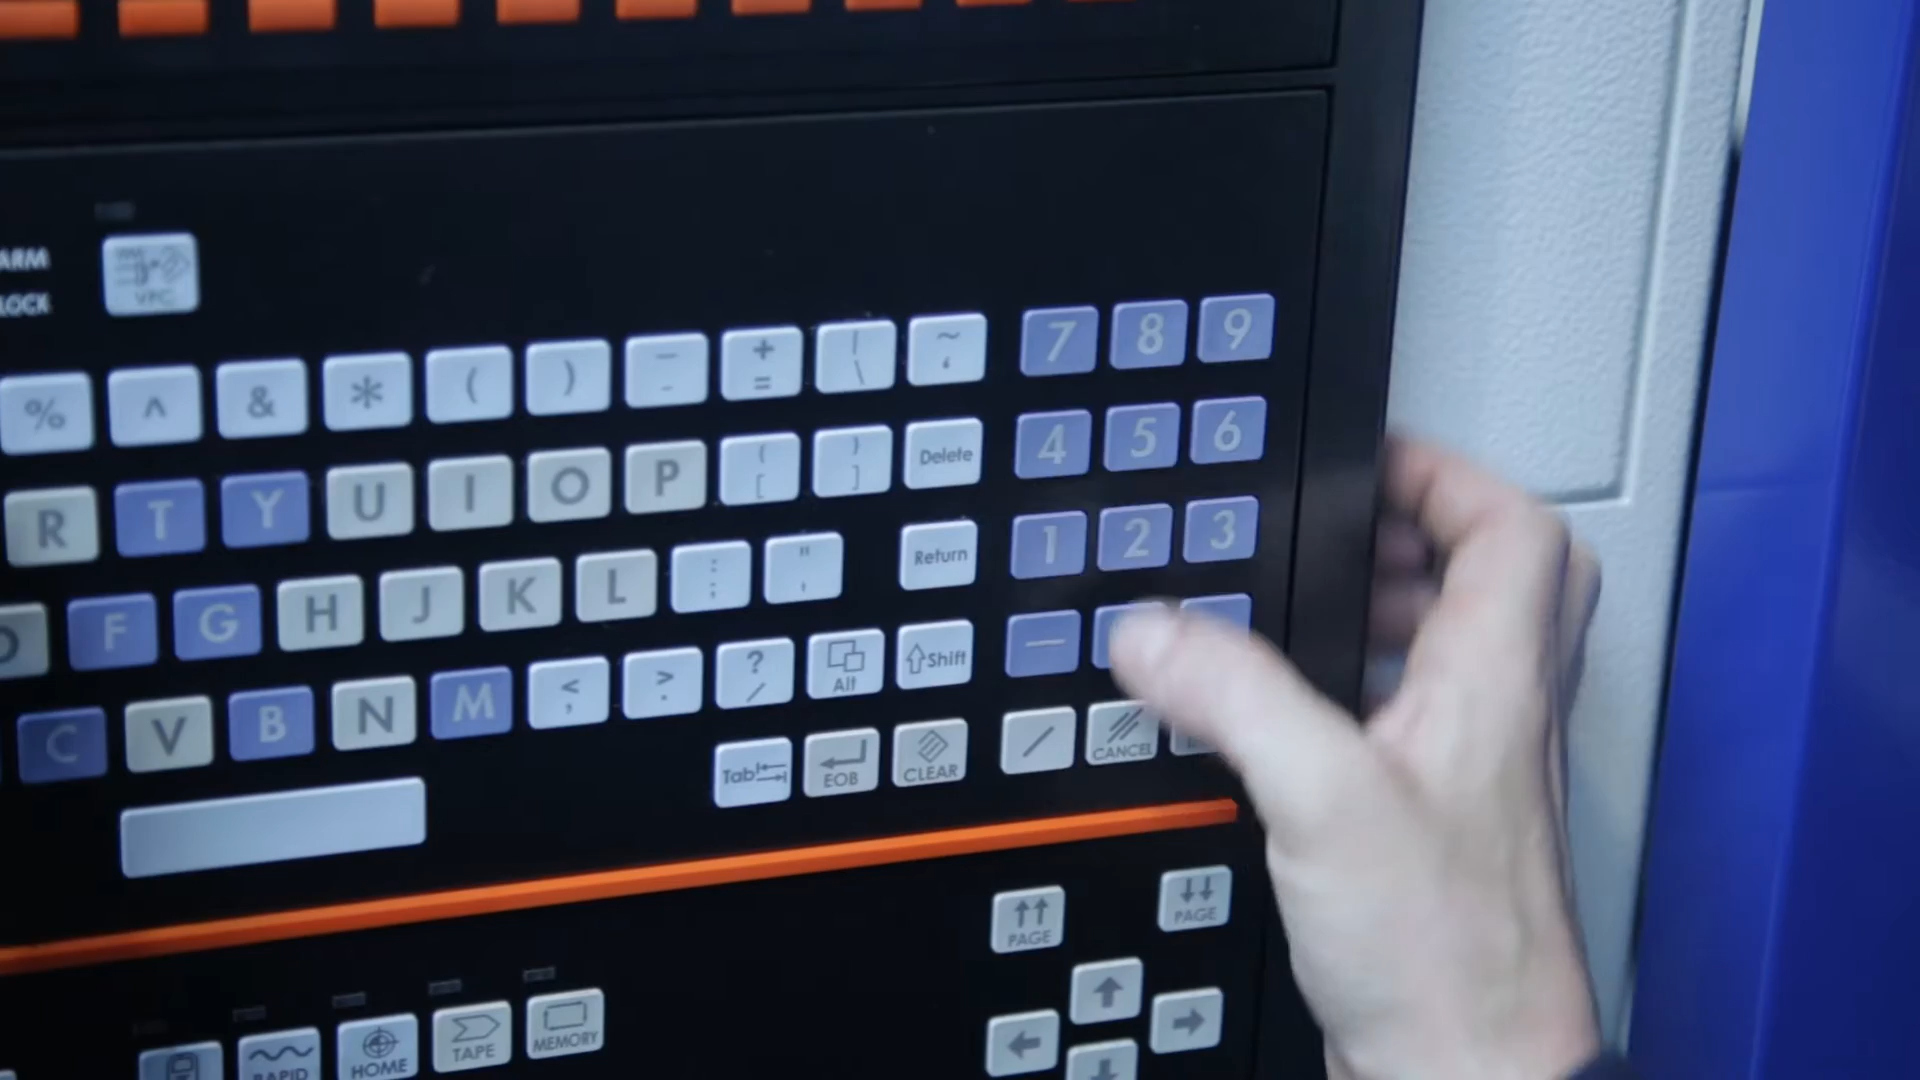 ARM
LOCK
VPC
% ^ & * ( ) — - + = | \ ~ ‘ 7 8 9
R T Y U I O P { [ } ] Delete 4 5 6
D F G H J K L : ; " ' Return 1 2 3
C V B N M < , > . ? / Alt Shift —
Tab EOB CLEAR / CANCEL
PAGE PAGE
RAPID HOME TAPE MEMORY